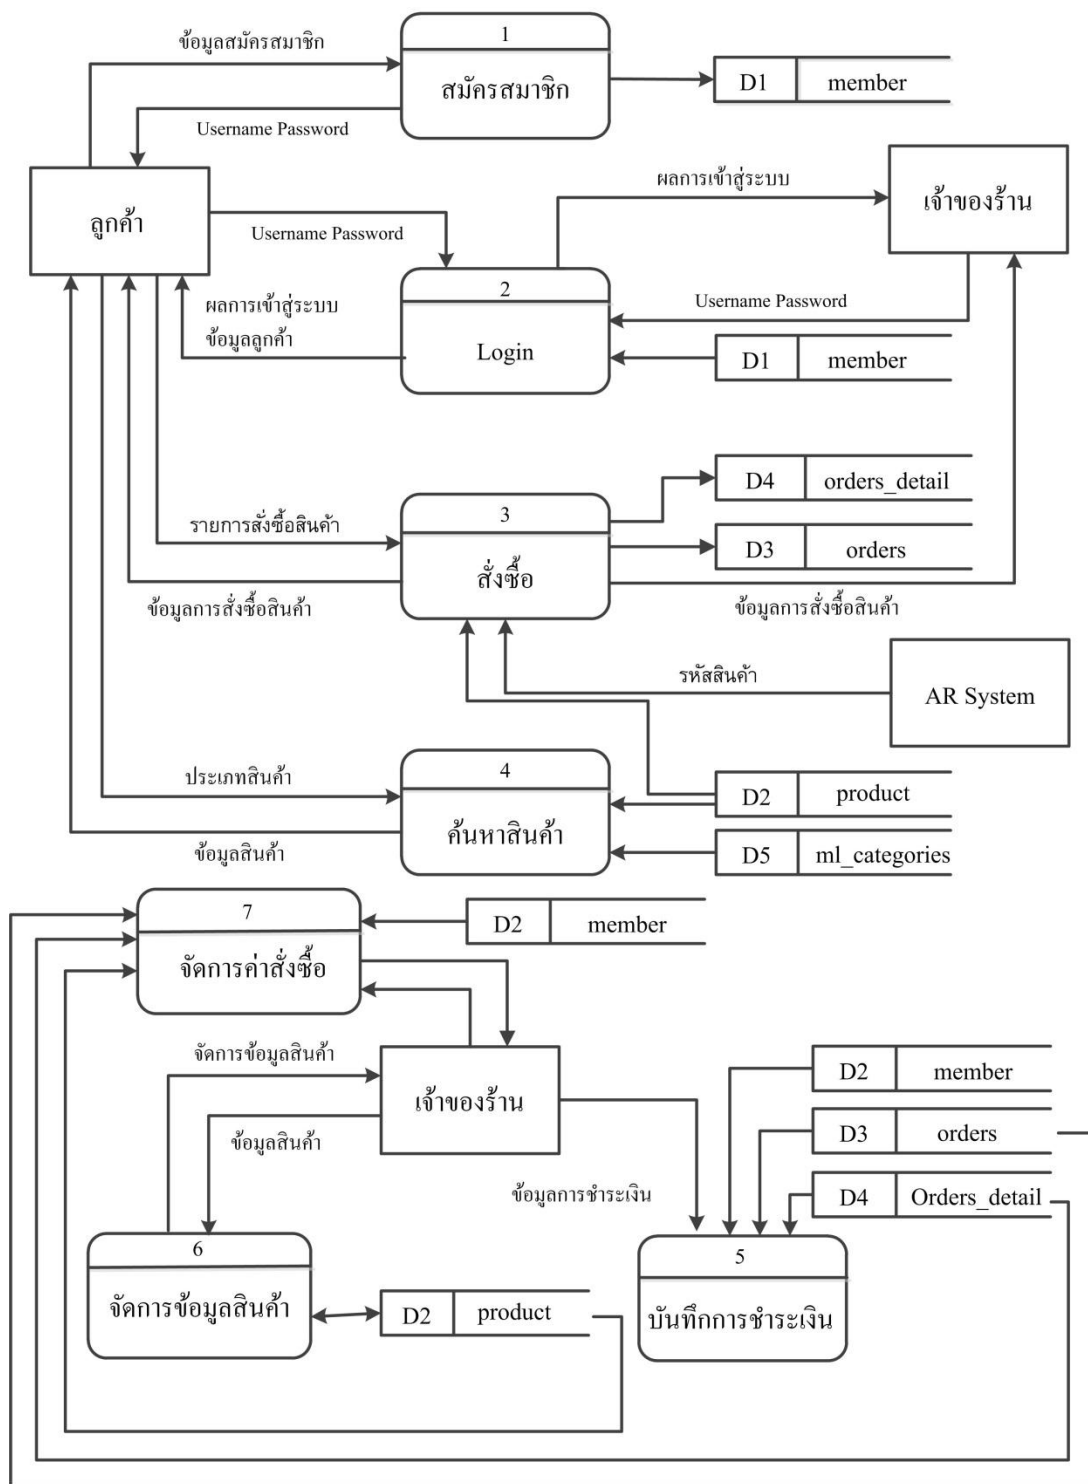 1
ข้อมูลสมัครสมาชิก
สมัครสมาชิก
D1
member
Username Password
ผลการเข้าสู่ระบบ
เจ้าของร้าน
ลูกค้า
Username Password
2
ผลการเข้าสู่ระบบ
ข้อมูลลูกค้า
Login
Username Password
D1
member
D4
orders_detail
รายการสั่งซื้อสินค้า
3
สั่งซื้อ
D3
orders
ข้อมูลการสั่งซื้อสินค้า
ข้อมูลการสั่งซื้อสินค้า
รหัสสินค้า
AR System
ประเภทสินค้า
4
ค้นหาสินค้า
D2
product
ข้อมูลสินค้า
D5
ml_categories
7
จัดการค่าสั่งซื้อ
D2
member
จัดการข้อมูลสินค้า
เจ้าของร้าน
D2
member
ข้อมูลสินค้า
D3
orders
ข้อมูลการชำระเงิน
D4
Orders_detail
6
จัดการข้อมูลสินค้า
D2
product
5
บันทึกการชำระเงิน